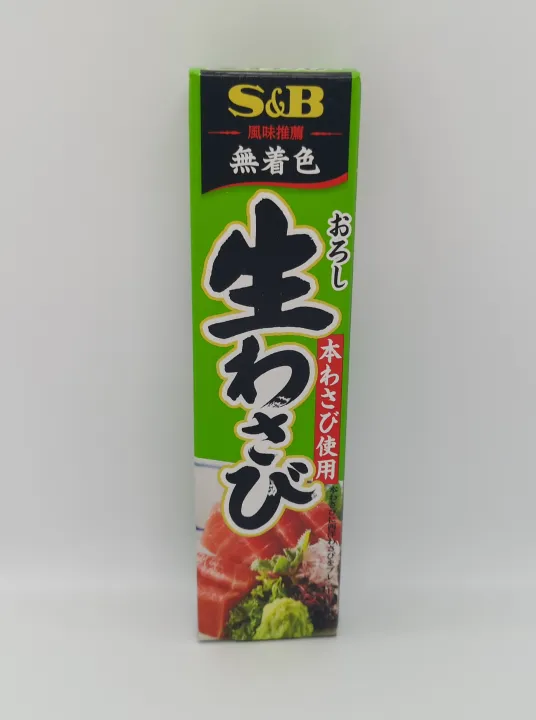 S&B
風味推薦
無着色
おろし
生わさび
本わさび使用